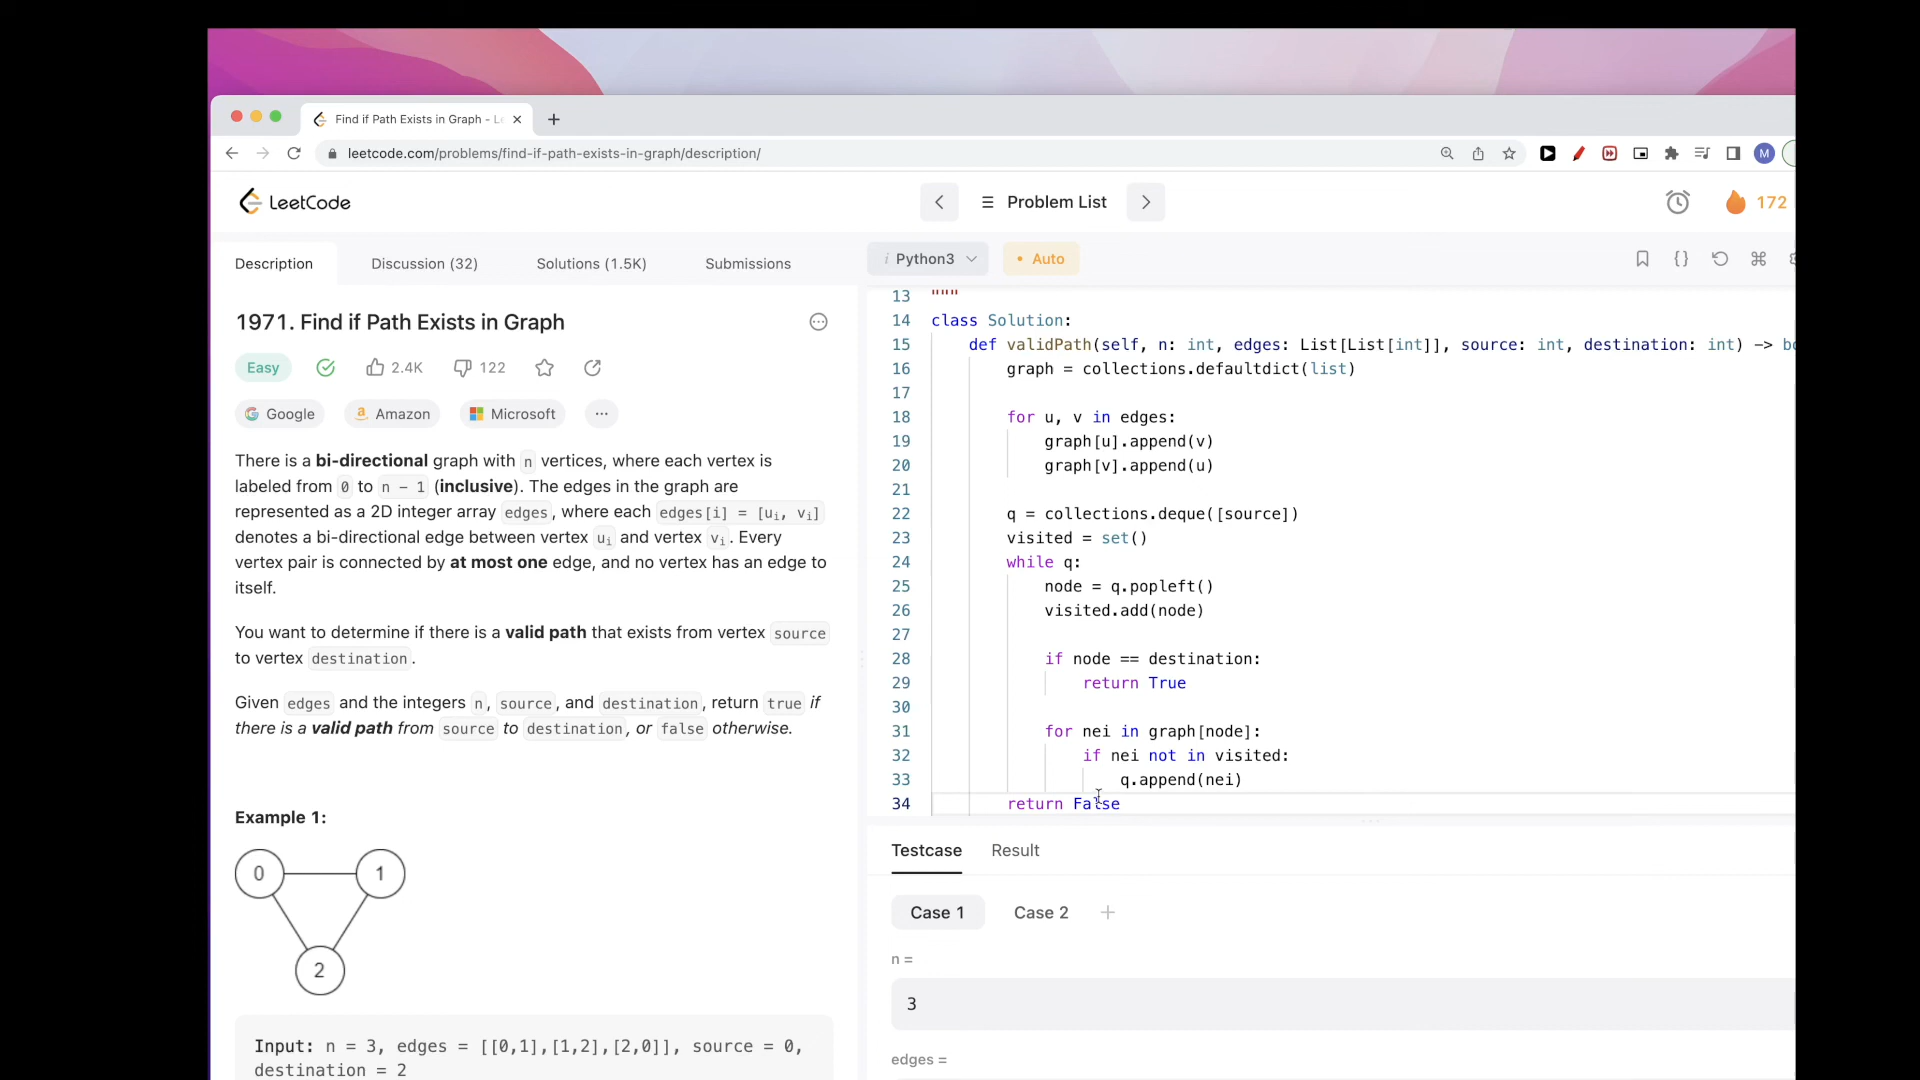 Find if Path Exists in Graph - L
leetcode.com/problems/find-if-path-exists-in-graph/description/
M
LeetCode
Problem List
172
Description
Discussion (32)
Solutions (1.5K)
Submissions
1971. Find if Path Exists in Graph
Easy
2.4K
122
Google
Amazon
Microsoft
There is a bi-directional graph with n vertices, where each vertex is
labeled from 0 to n - 1 (inclusive). The edges in the graph are
represented as a 2D integer array edges, where each edges[i] = [ui, vi]
denotes a bi-directional edge between vertex ui and vertex vi. Every
vertex pair is connected by at most one edge, and no vertex has an edge to
itself.
You want to determine if there is a valid path that exists from vertex source
to vertex destination.
Given edges and the integers n, source, and destination, return true if
there is a valid path from source to destination, or false otherwise.
Example 1:
0
1
2
Input: n = 3, edges = [[0,1],[1,2],[2,0]], source = 0,
destination = 2
i Python3
• Auto
{}
13 """
14 class Solution:
15 def validPath(self, n: int, edges: List[List[int]], source: int, destination: int) -> bo
16 graph = collections.defaultdict(list)
17
18 for u, v in edges:
19 graph[u].append(v)
20 graph[v].append(u)
21
22 q = collections.deque([source])
23 visited = set()
24 while q:
25 node = q.popleft()
26 visited.add(node)
27
28 if node == destination:
29 return True
30
31 for nei in graph[node]:
32 if nei not in visited:
33 q.append(nei)
34 return False
Testcase
Result
Case 1
Case 2
+
n =
3
edges =